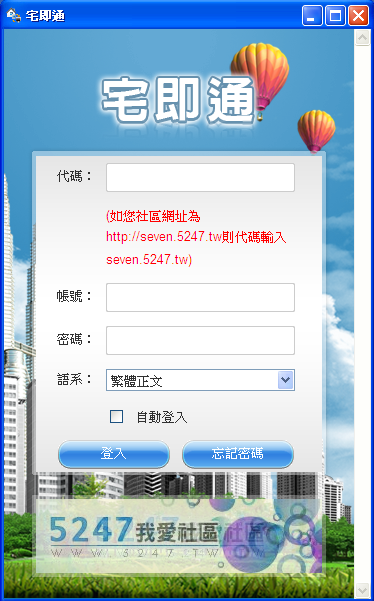 宅即通
宅即通
代碼：
(如您社區網址為
http://seven.5247.tw則代碼輸入
seven.5247.tw)
帳號：
密碼：
語系：
繁體正文
自動登入
登入
忘記密碼
5247我愛社區